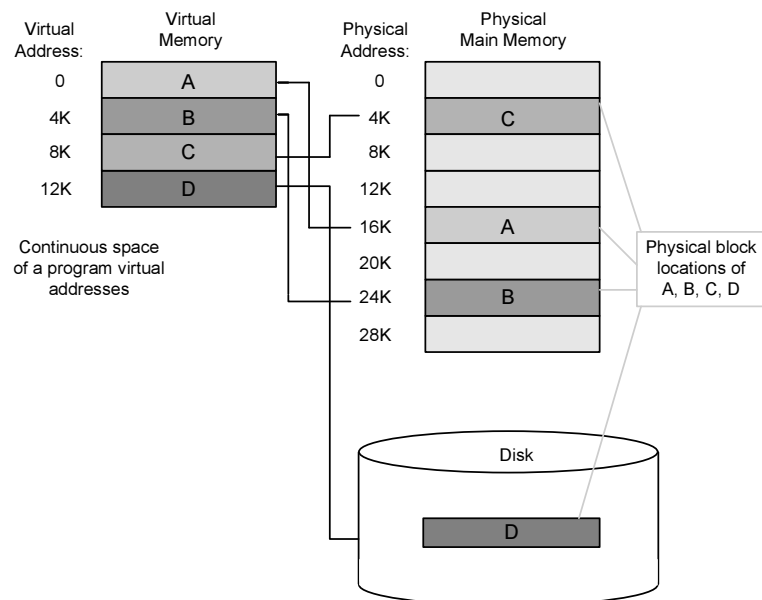 Virtual
Address:
Virtual
Memory
Physical
Address:
Physical
Main Memory
0
4K
8K
12K
A
B
C
D
0
4K
8K
12K
16K
20K
24K
28K
C
A
B
Continuous space
of a program virtual
addresses
Physical block
locations of
A, B, C, D
Disk
D